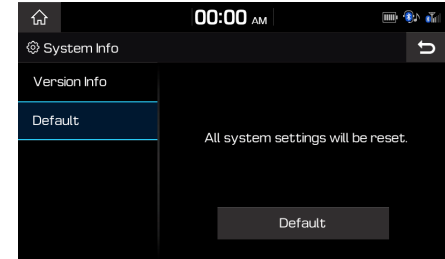 00:00 AM
System Info
Version Info
Default
All system settings will be reset.
Default